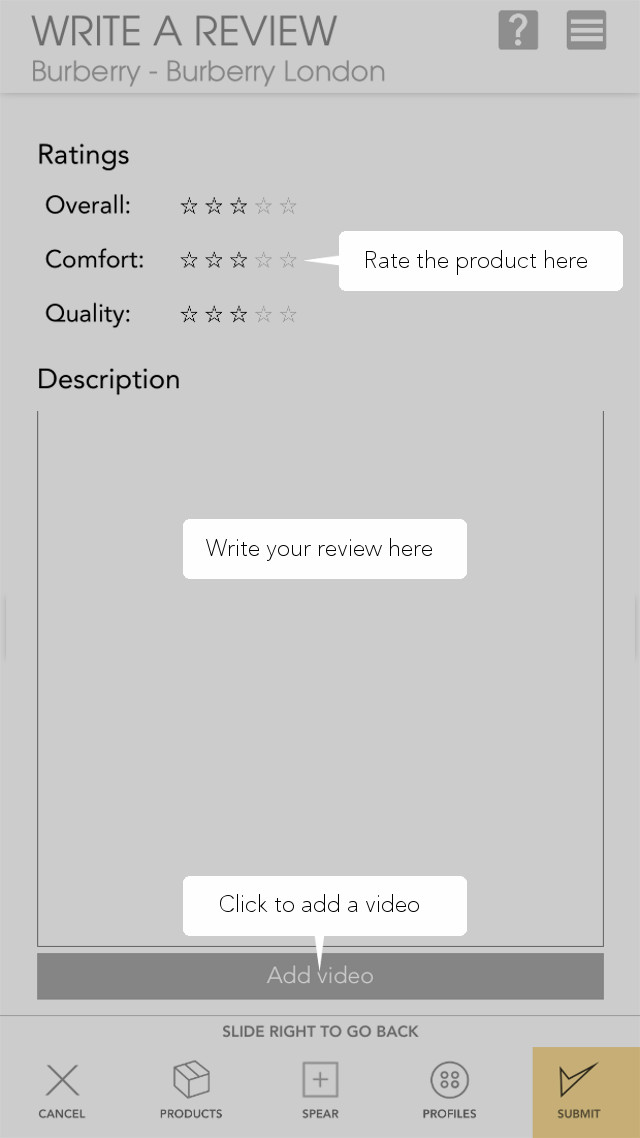 WRITE A REVIEW
?
Burberry - Burberry London
Ratings
Overall:
Comfort:
Rate the product here
Quality:
Description
Write your review here
Click to add a video
Add video
SLIDE RIGHT TO GO BACK
CANCEL
PRODUCTS
SPEAR
PROFILES
SUBMIT